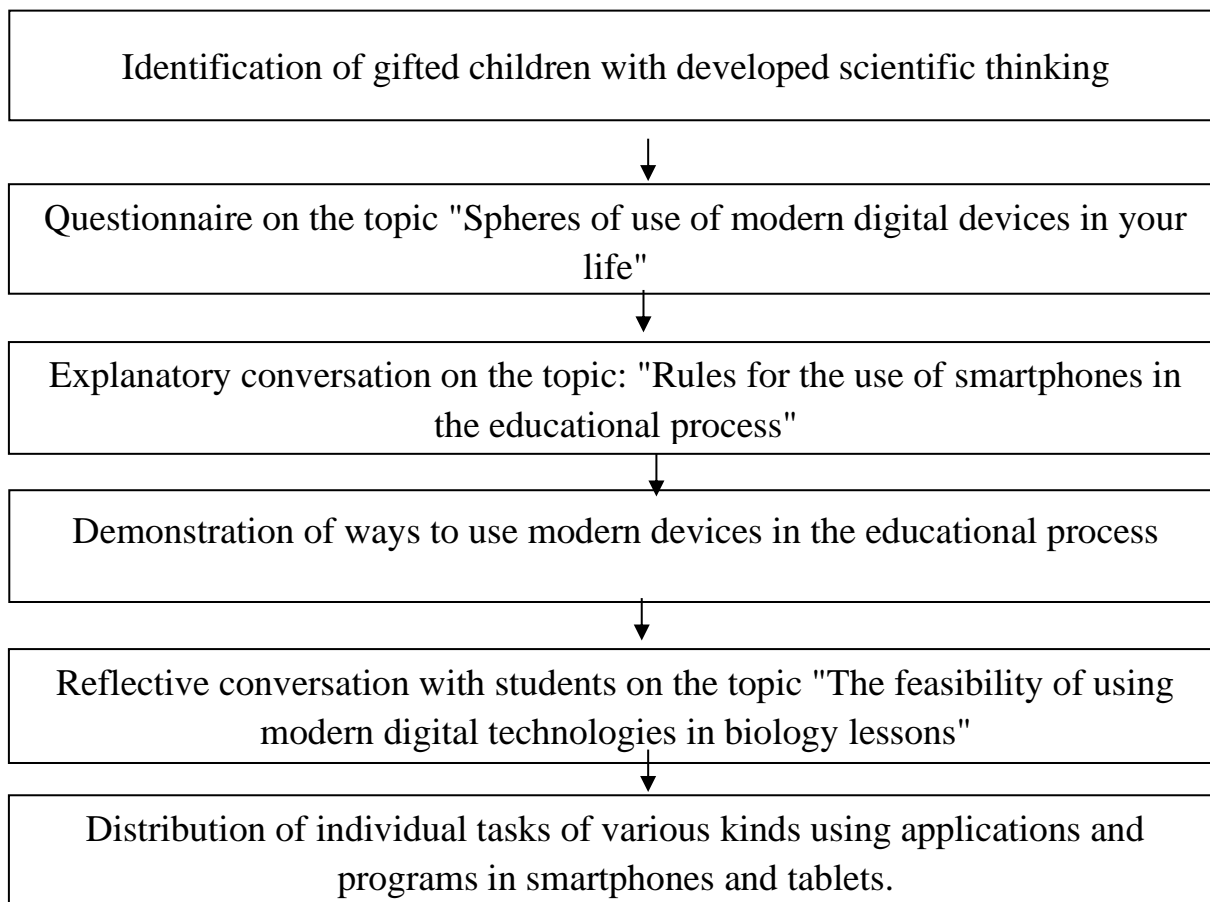 Identification of gifted children with developed scientific thinking
Questionnaire on the topic "Spheres of use of modern digital devices in your
life"
Explanatory conversation on the topic: "Rules for the use of smartphones in
the educational process"
Demonstration of ways to use modern devices in the educational process
Reflective conversation with students on the topic "The feasibility of using
modern digital technologies in biology lessons"
Distribution of individual tasks of various kinds using applications and
programs in smartphones and tablets.